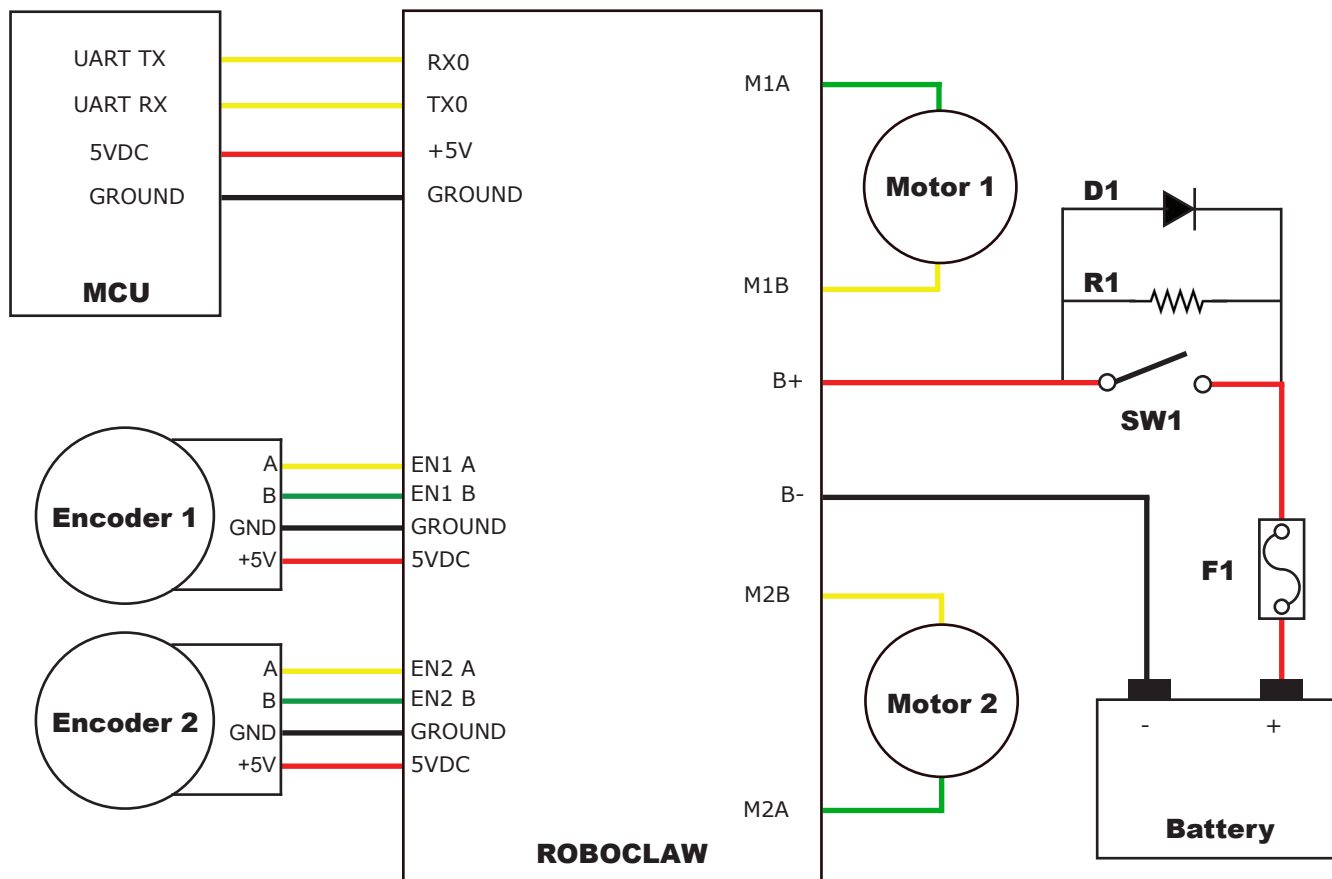 UART TX
UART RX
5VDC
GROUND
MCU
RX0
TX0
+5V
GROUND
M1A
Motor 1
M1B
D1
R1
B+
SW1
B-
F1
Encoder 1
A
B
GND
+5V
EN1 A
EN1 B
GROUND
5VDC
Encoder 2
A
B
GND
+5V
EN2 A
EN2 B
GROUND
5VDC
M2B
Motor 2
M2A
- +
Battery
ROBOCLAW